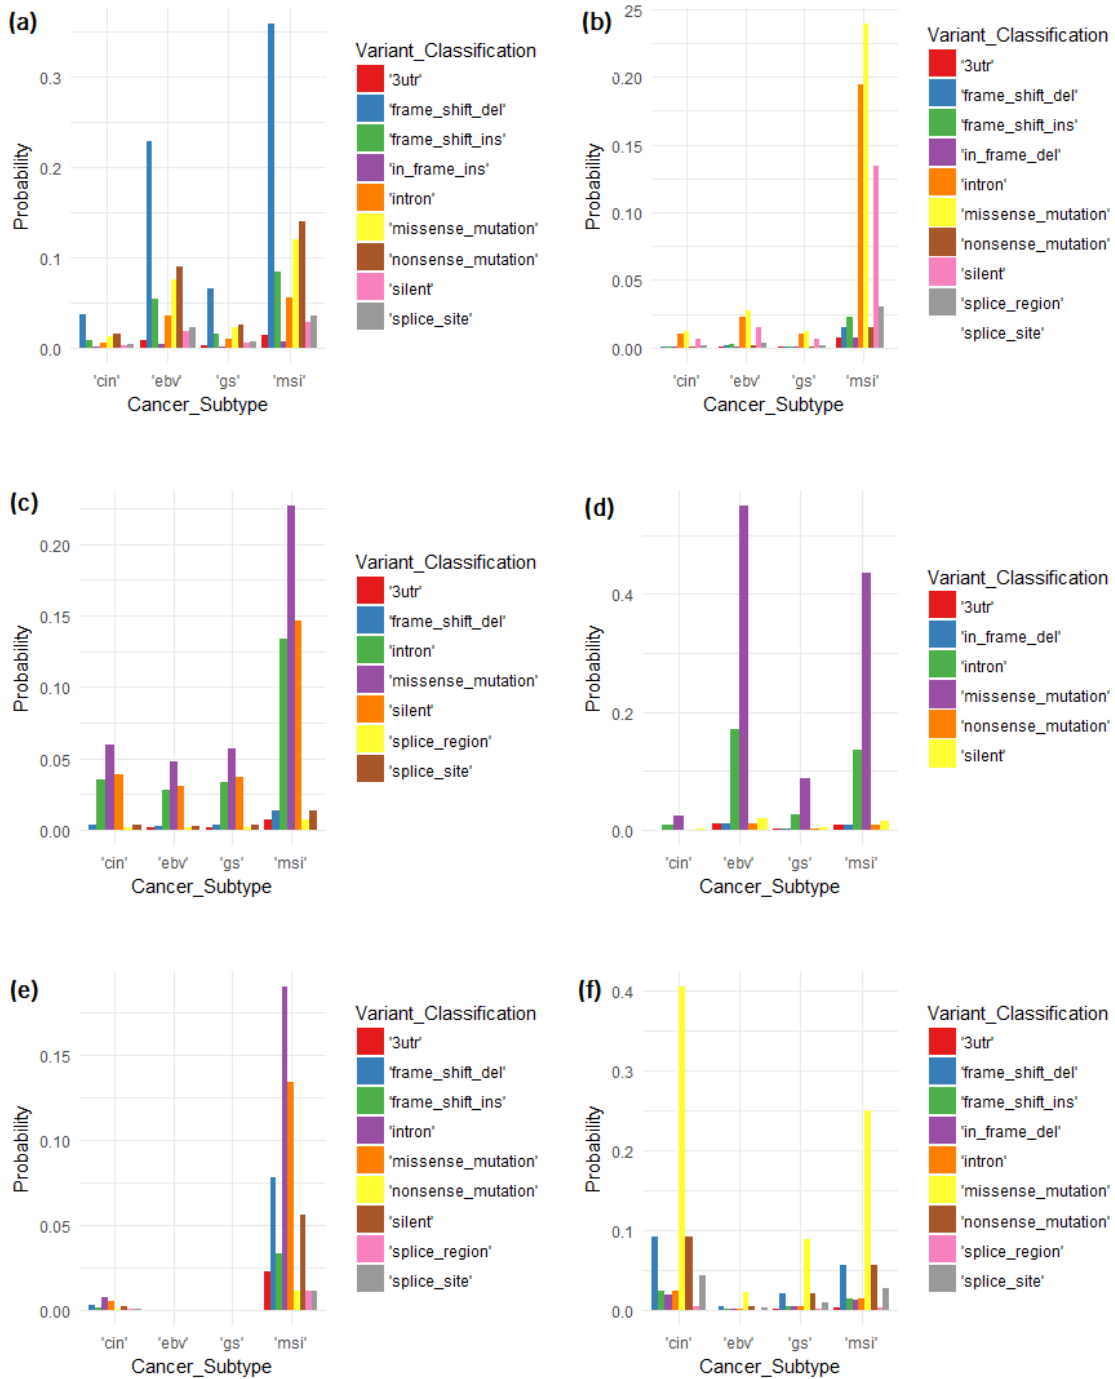 (a)
Probability
0.3
0.2
0.1
0.0
'cin' 'ebv' 'gs' 'msi'
Cancer_Subtype
Variant_Classification
'3utr'
'frame_shift_del'
'frame_shift_ins'
'in_frame_ins'
'intron'
'missense_mutation'
'nonsense_mutation'
'silent'
'splice_site'
(b)
Probability
25
0.20
0.15
0.10
0.05
0.00
'cin' 'ebv' 'gs' 'msi'
Cancer_Subtype
Variant_Classification
'3utr'
'frame_shift_del'
'frame_shift_ins'
'in_frame_del'
'intron'
'missense_mutation'
'nonsense_mutation'
'silent'
'splice_region'
splice_site'
(c)
Probability
0.20
0.15
0.10
0.05
0.00
'cin' 'ebv' 'gs' 'msi'
Cancer_Subtype
Variant_Classification
'3utr'
'frame_shift_del'
'intron'
'missense_mutation'
'silent'
'splice_region'
'splice_site'
(d)
Probability
0.4
0.2
0.0
'cin' 'ebv' 'gs' 'msi'
Cancer_Subtype
Variant_Classification
'3utr'
'in_frame_del'
'intron'
'missense_mutation'
'nonsense_mutation'
'silent'
(e)
Probability
0.15
0.10
0.05
0.00
'cin' 'ebv' 'gs' 'msi'
Cancer_Subtype
Variant_Classification
'3utr'
'frame_shift_del'
'frame_shift_ins'
'intron'
'missense_mutation'
'nonsense_mutation'
'silent'
'splice_region'
'splice_site'
(f)
Probability
0.4
0.3
0.2
0.1
0.0
'cin' 'ebv' 'gs' 'msi'
Cancer_Subtype
Variant_Classification
'3utr'
'frame_shift_del'
'frame_shift_ins'
'in_frame_del'
'intron'
'missense_mutation'
'nonsense_mutation'
'splice_region'
'splice_site'